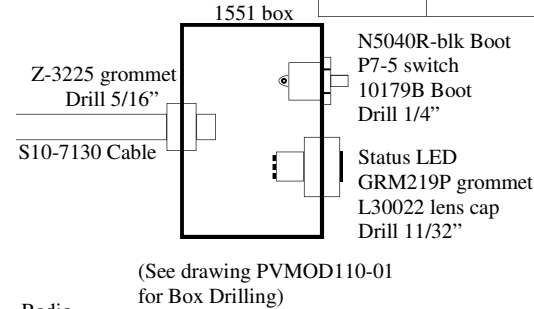 1551 box
Z-3225 grommet
Drill 5/16”
S10-7130 Cable
N5040R-blk Boot
P7-5 switch
10179B Boot
Drill 1/4”
Status LED
GRM219P grommet
L30022 lens cap
Drill 11/32”
(See drawing PVMOD110-01
for Box Drilling)